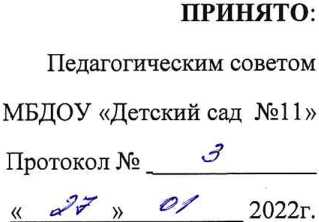 ПРИНЯТО:
Педагогическим советом
МБДОУ «Детский сад №11»
Протокол № 3
« 27 » 01 2022г.